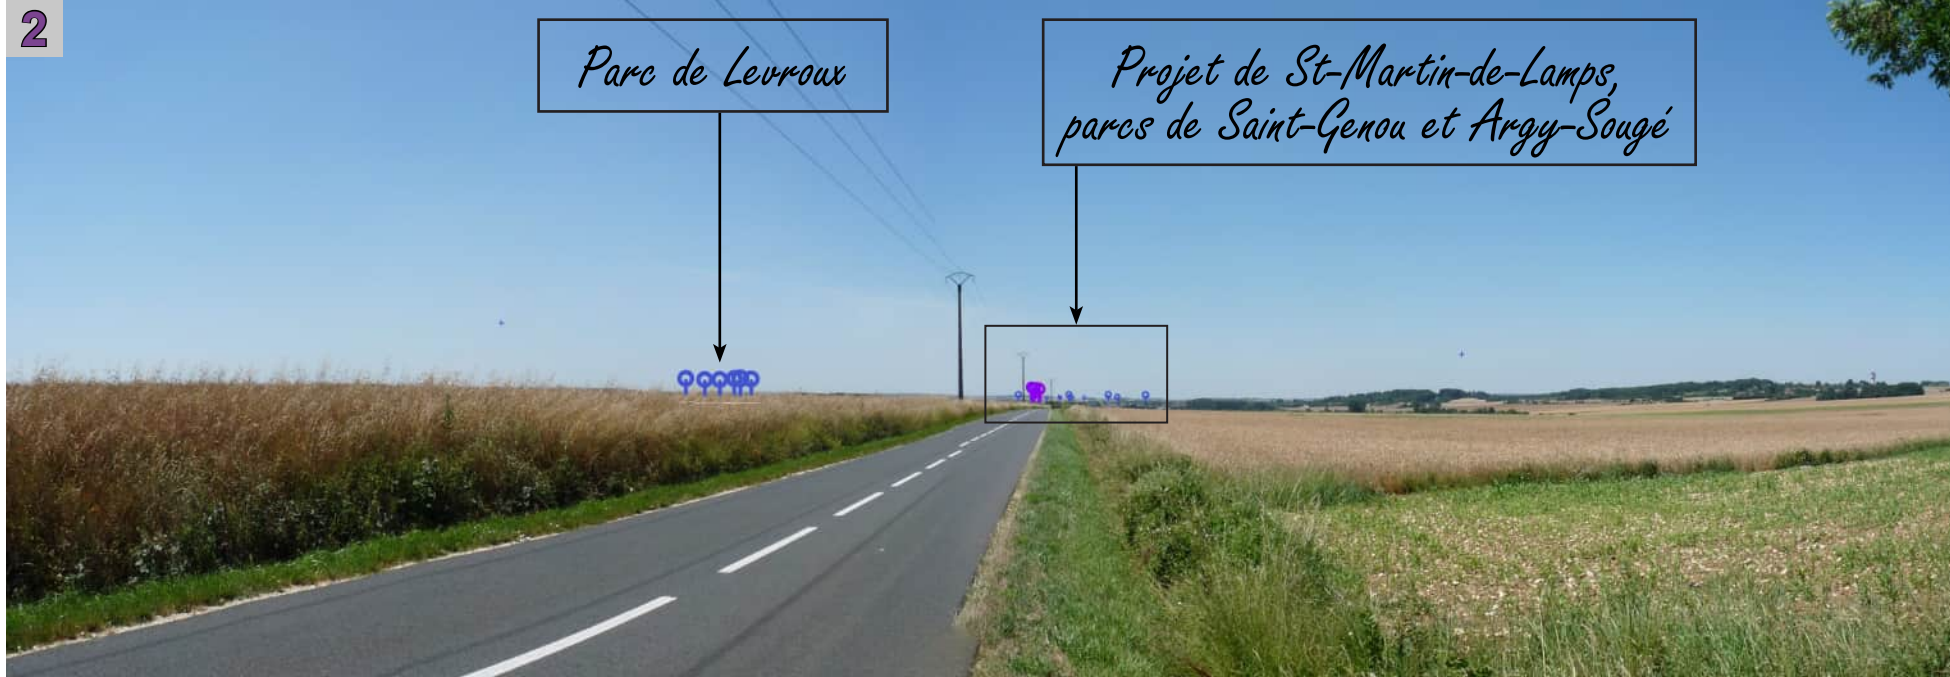 2
Parc de Levroux
Projet de St-Martin-de-Lamps,
parcs de Saint-Genou et Argy-Sougé